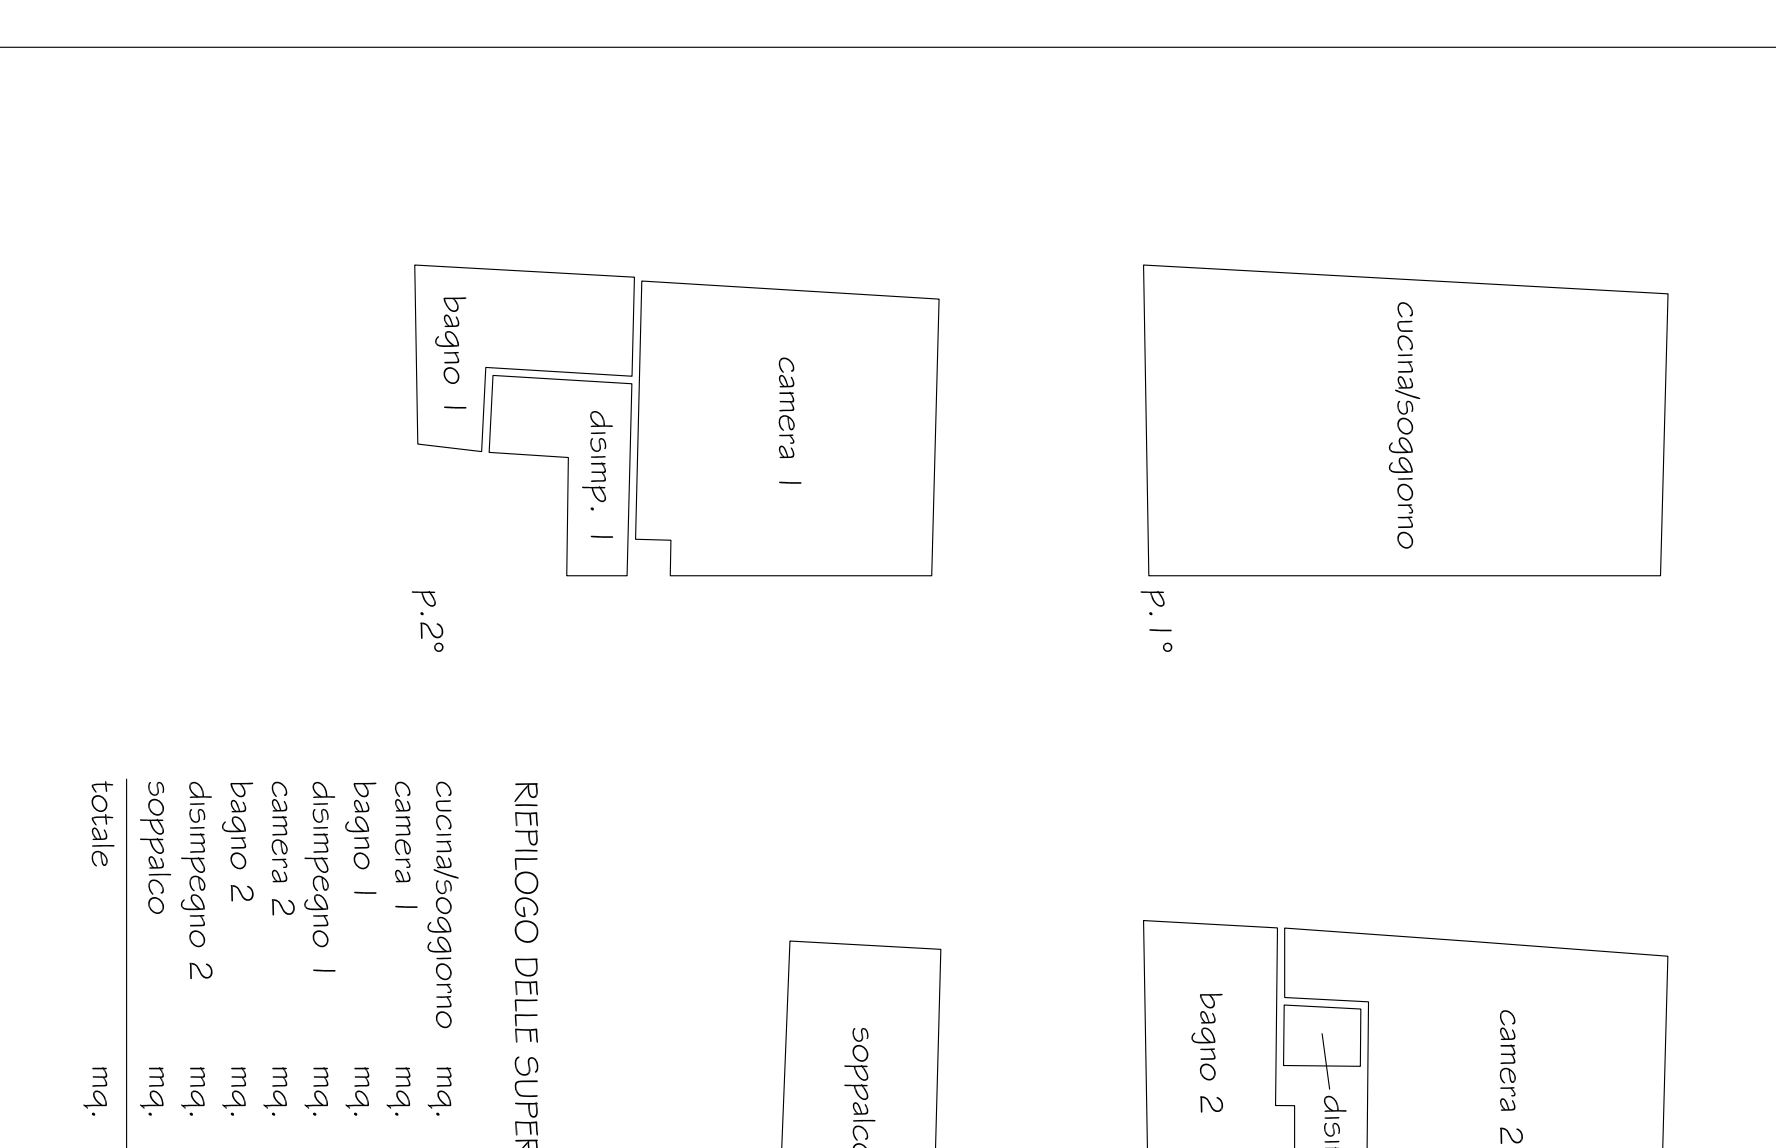 cucina/soggiorno
p.1°
camera 1
bagno 1
disimp. 1
p.2°
camera 2
bagno 2
soppalco
RIEPILOGO DELLE
cucina/soggiorno mq.
camera 1 mq.
bagno 1 mq.
disimpegno 1 mq.
camera 2 mq.
bagno 2 mq.
disimpegno 2 mq.
soppalco mq.
totale mq.